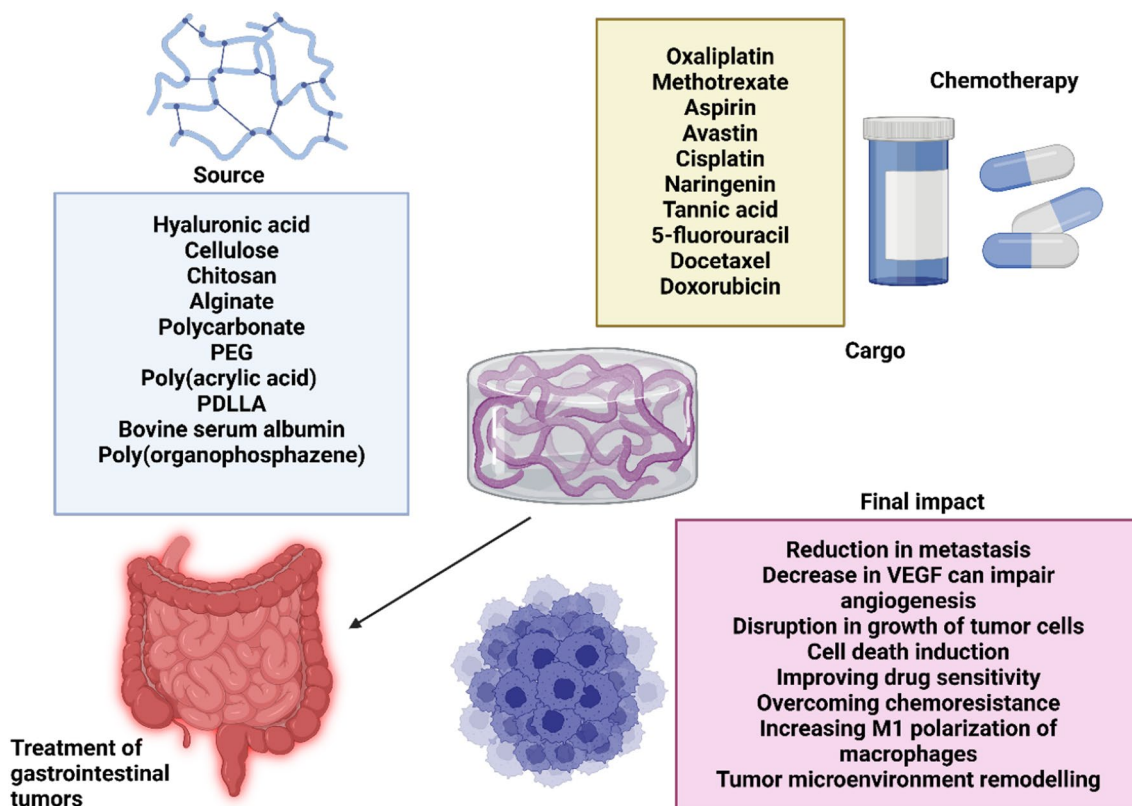 Source
Hyaluronic acid
Cellulose
Chitosan
Alginate
Polycarbonate
PEG
Poly(acrylic acid)
PDLLA
Bovine serum albumin
Poly(organophosphazene)
Oxaliplatin
Methotrexate
Aspirin
Avastin
Cisplatin
Naringenin
Tannic acid
5-fluorouracil
Docetaxel
Doxorubicin
Chemotherapy
Cargo
Final impact
Reduction in metastasis
Decrease in VEGF can impair
angiogenesis
Disruption in growth of tumor cells
Cell death induction
Improving drug sensitivity
Overcoming chemoresistance
Increasing M1 polarization of
macrophages
Tumor microenvironment remodelling
Treatment of
gastrointestinal
tumors